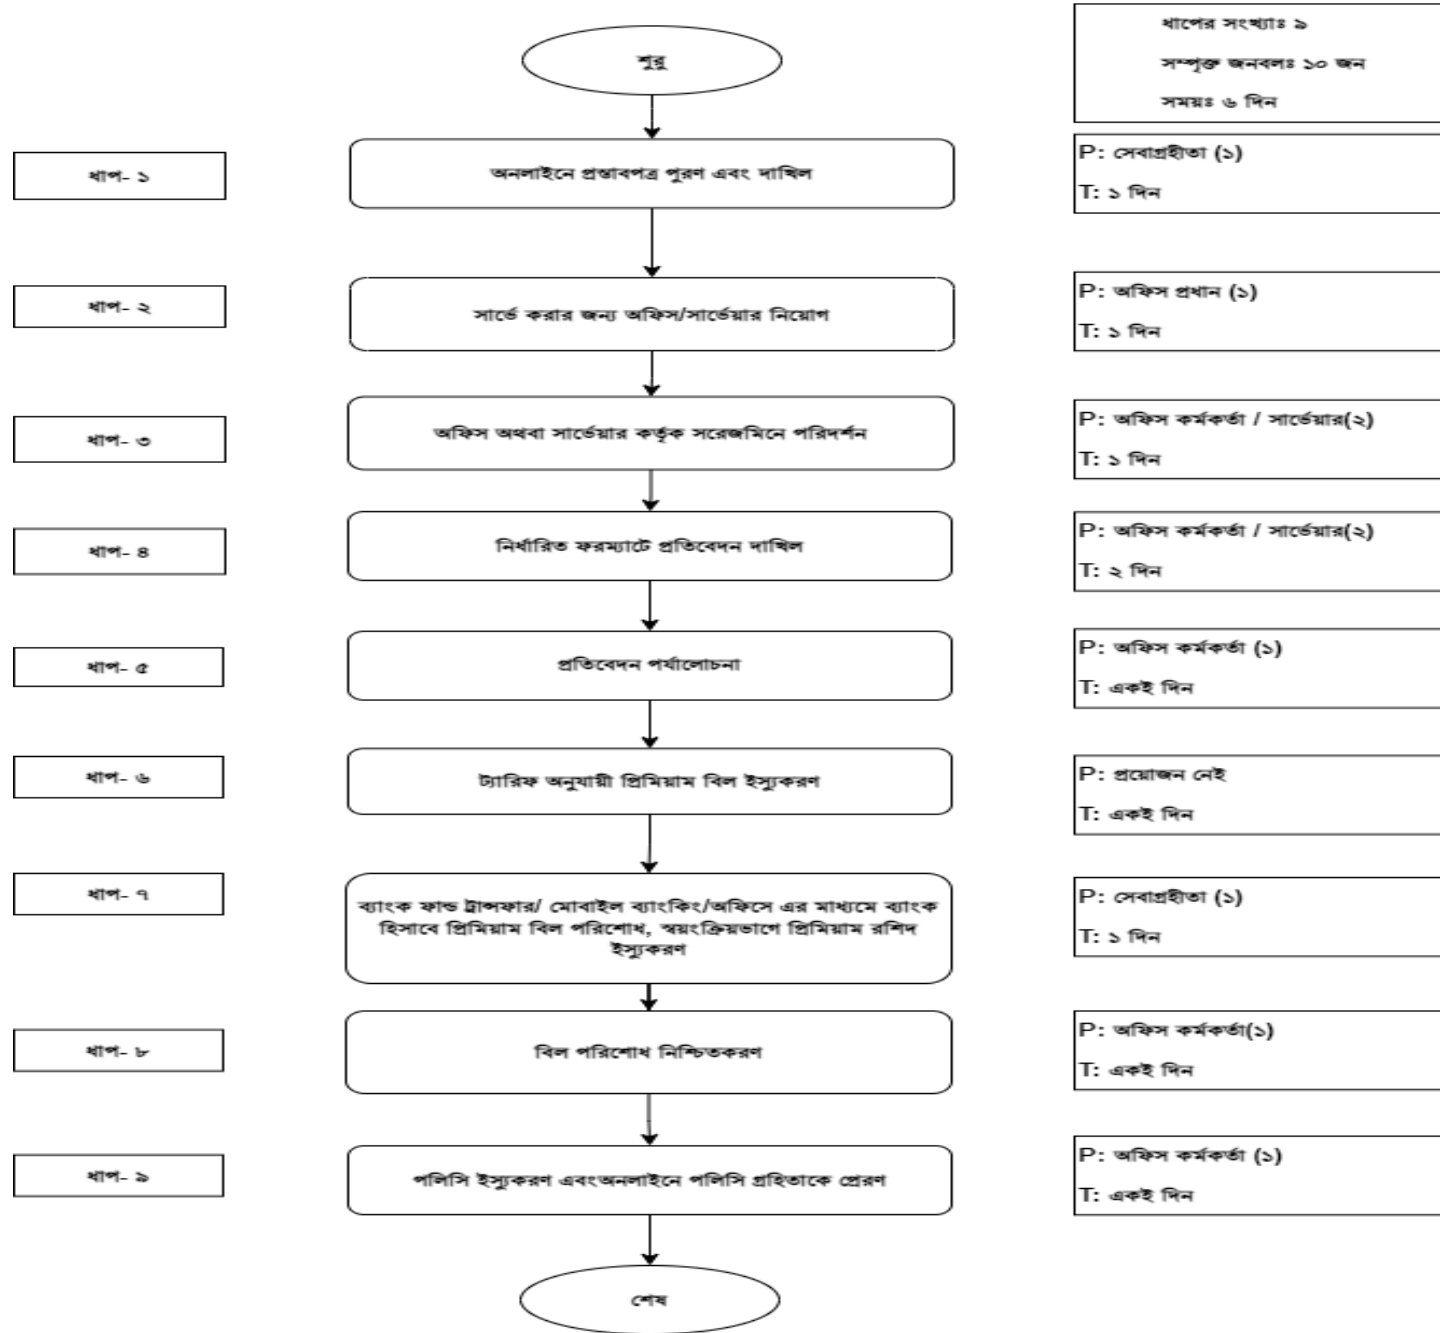 ধাপের সংখ্যাঃ ৯
সম্পৃক্ত জনবলঃ ১০ জন
সময়ঃ ৬ দিন
শুরু
ধাপ- ১
অনলাইনে প্রস্তাবপত্র পুরণ এবং দাখিল
P: সেবাগ্রহীতা (১)
T: ১ দিন
ধাপ- ২
সার্ভে করার জন্য অফিস/সার্ভেয়ার নিয়োগ
P: অফিস প্রধান (১)
T: ১ দিন
ধাপ- ৩
অফিস অথবা সার্ভেয়ার কর্তৃক সরেজমিনে পরিদর্শন
P: অফিস কর্মকর্তা / সার্ভেয়ার(২)
T: ১ দিন
ধাপ- ৪
নির্ধারিত ফরম্যাটে প্রতিবেদন দাখিল
P: অফিস কর্মকর্তা / সার্ভেয়ার(২)
T: ২ দিন
ধাপ- ৫
প্রতিবেদন পর্যালোচনা
P: অফিস কর্মকর্তা (১)
T: একই দিন
ধাপ- ৬
ট্যারিফ অনুযায়ী প্রিমিয়াম বিল ইস্যুকরণ
P: প্রয়োজন নেই
T: একই দিন
ধাপ- ৭
ব্যাংক ফান্ড ট্রান্সফার/ মোবাইল ব্যাংকিং/অফিসে এর মাধ্যমে ব্যাংক
হিসাবে প্রিমিয়াম বিল পরিশোধ, স্বয়ংক্রিয়ভাগে প্রিমিয়াম রশিদ
ইস্যুকরণ
P: সেবাগ্রহীতা (১)
T: ১ দিন
ধাপ- ৮
বিল পরিশোধ নিশ্চিতকরণ
P: অফিস কর্মকর্তা(১)
T: একই দিন
ধাপ- ৯
পলিসি ইস্যুকরণ এবংঅনলাইনে পলিসি গ্রহিতাকে প্রেরণ
P: অফিস কর্মকর্তা (১)
T: একই দিন
শেষ